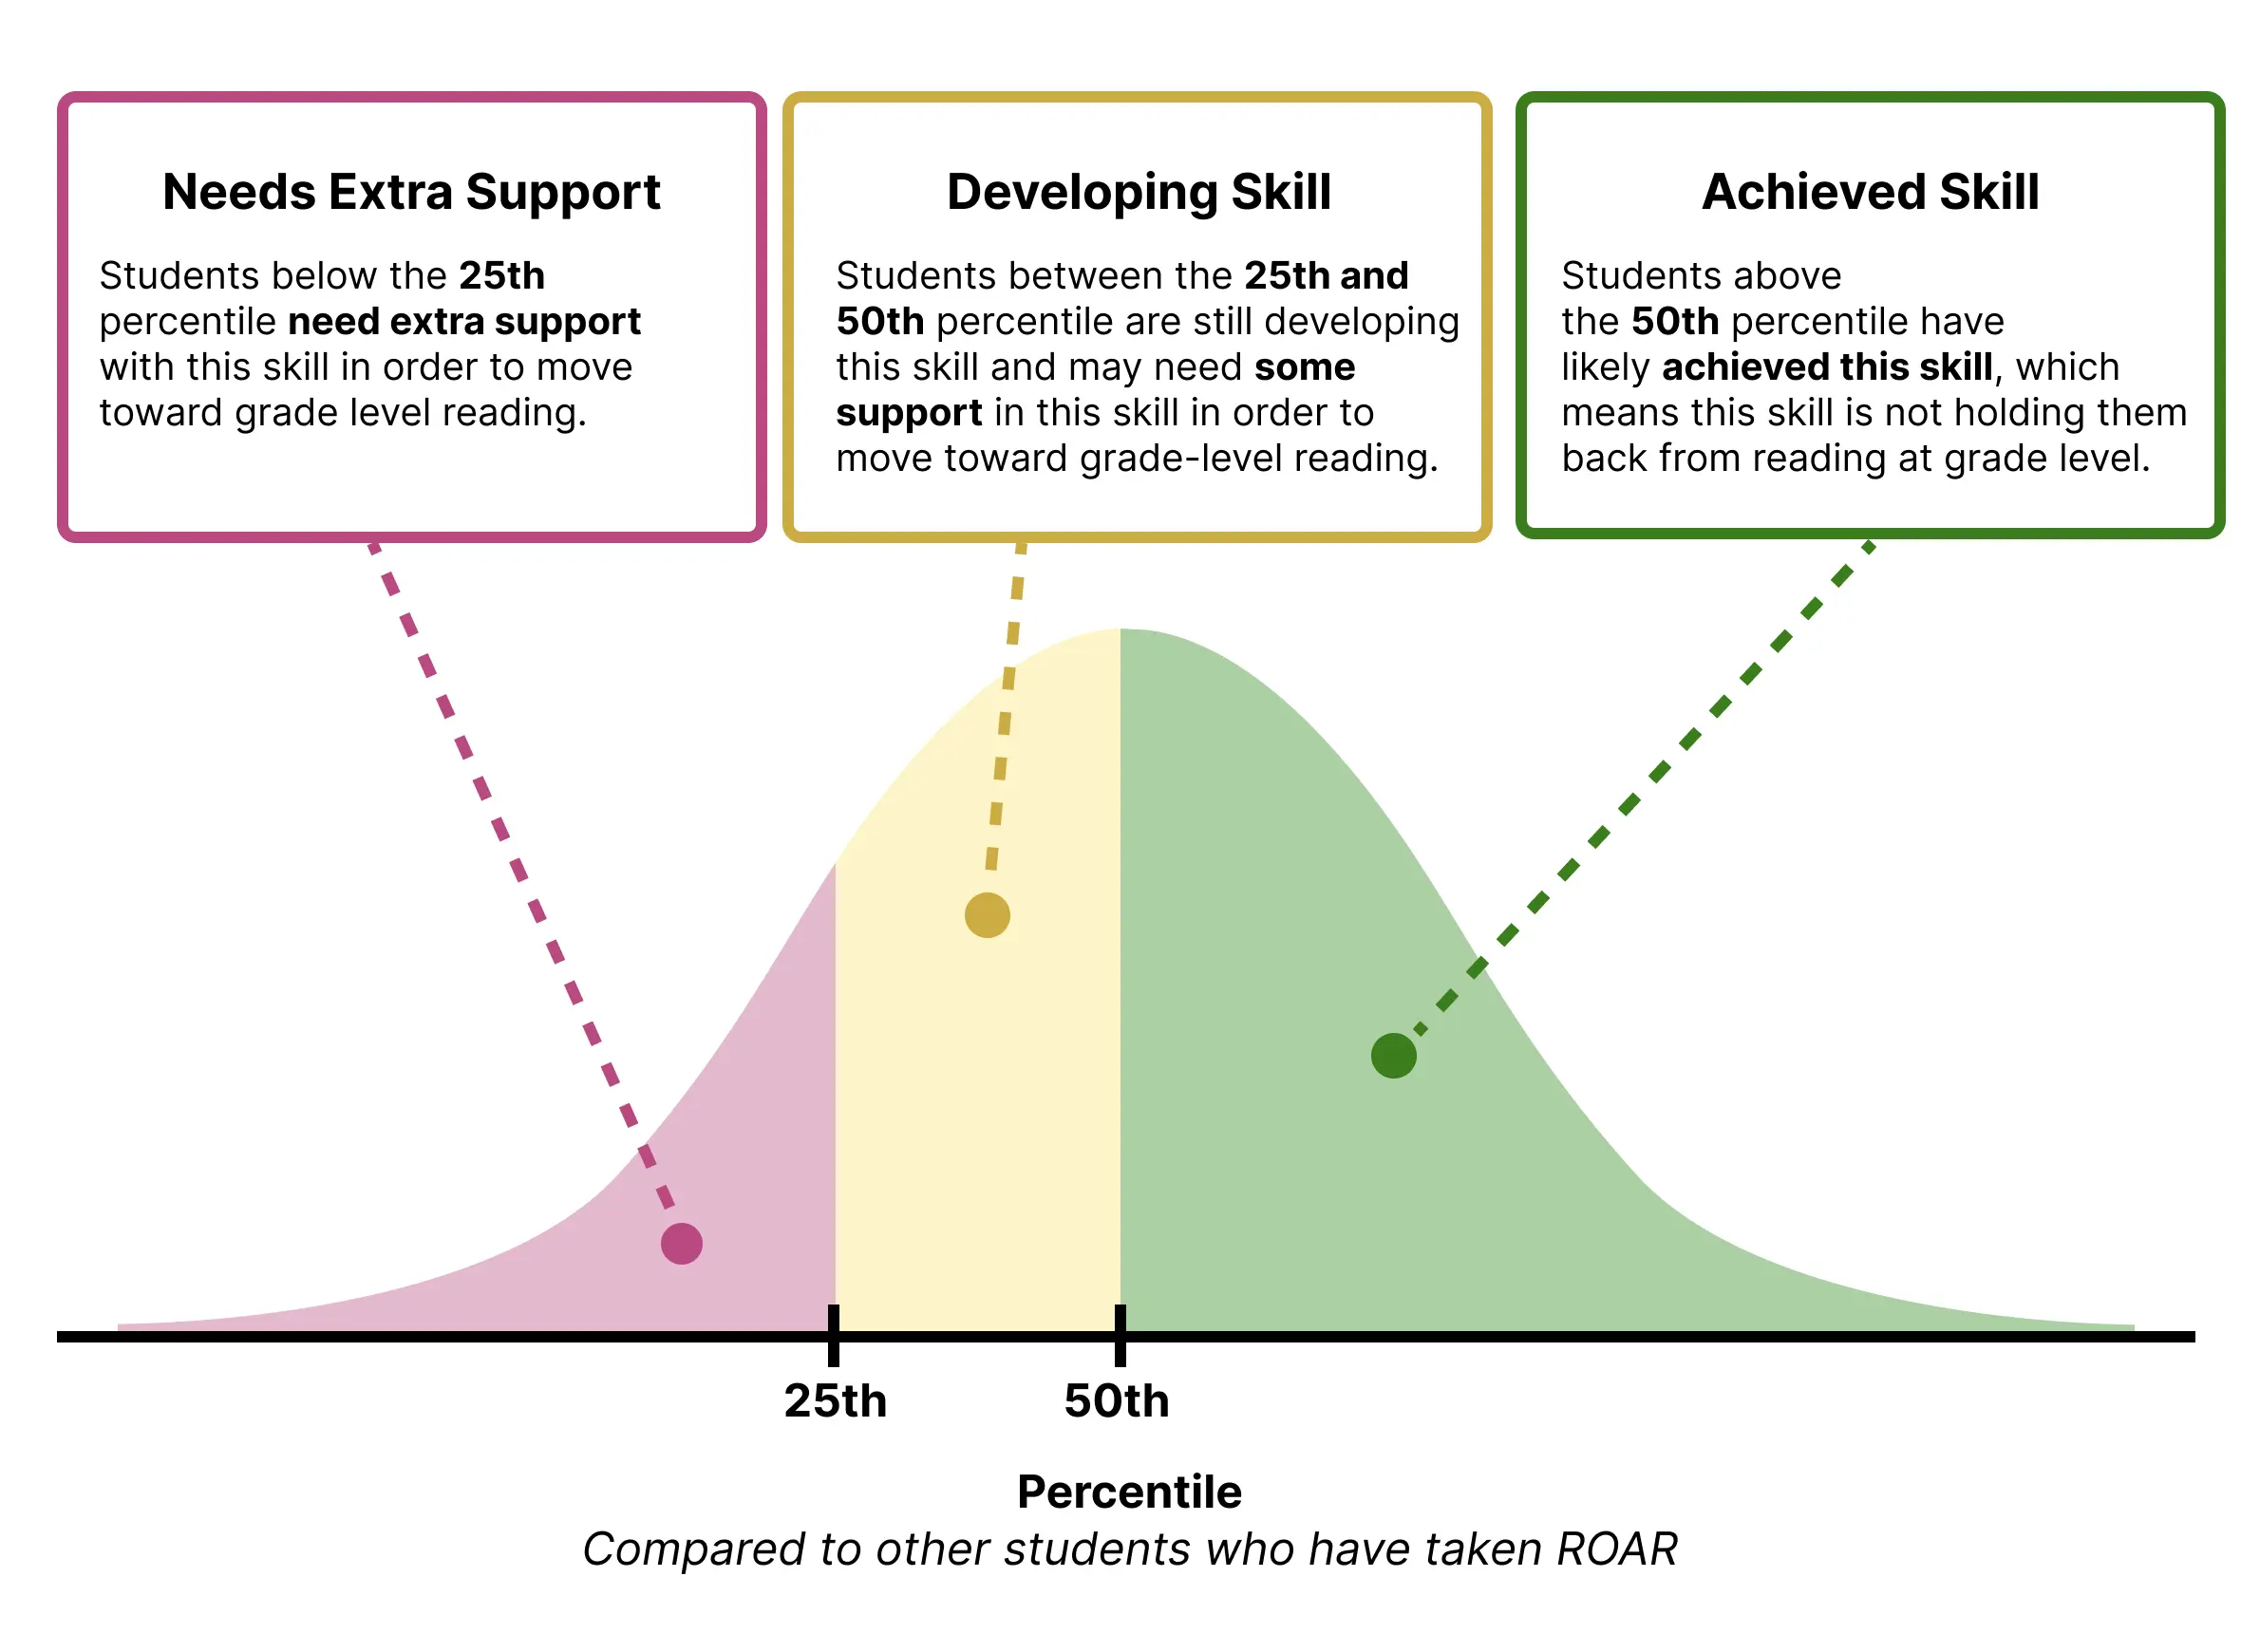 Needs Extra Support
Students below the 25th
percentile need extra support
with this skill in order to move
toward grade level reading.
Developing Skill
Students between the 25th and
50th percentile are still developing
this skill and may need some
support in this skill in order to
move toward grade-level reading.
Achieved Skill
Students above
the 50th percentile have
likely achieved this skill, which
means this skill is not holding them
back from reading at grade level.
25th
50th
Percentile
Compared to other students who have taken ROAR